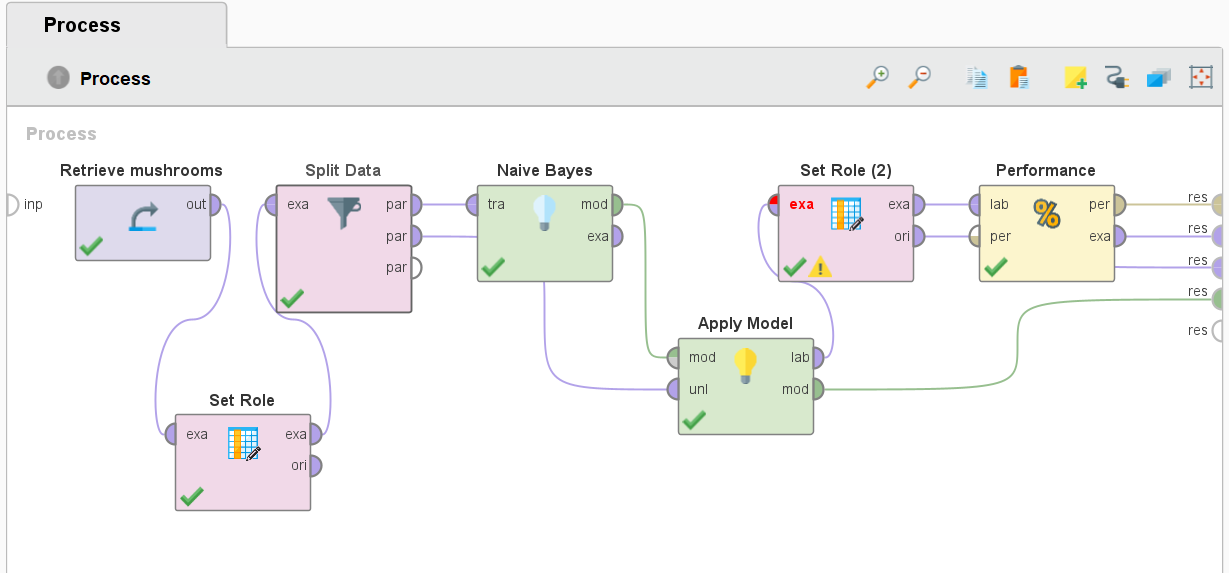 Process
Process
Process
inp
Retrieve mushrooms
out
Split Data
exa par
par
par
Naive Bayes
tra mod
exa
Set Role (2)
exa exa
ori
Performance
lab per
per exa
res
res
res
res
res
Apply Model
mod lab
unl mod
Set Role
exa exa
ori